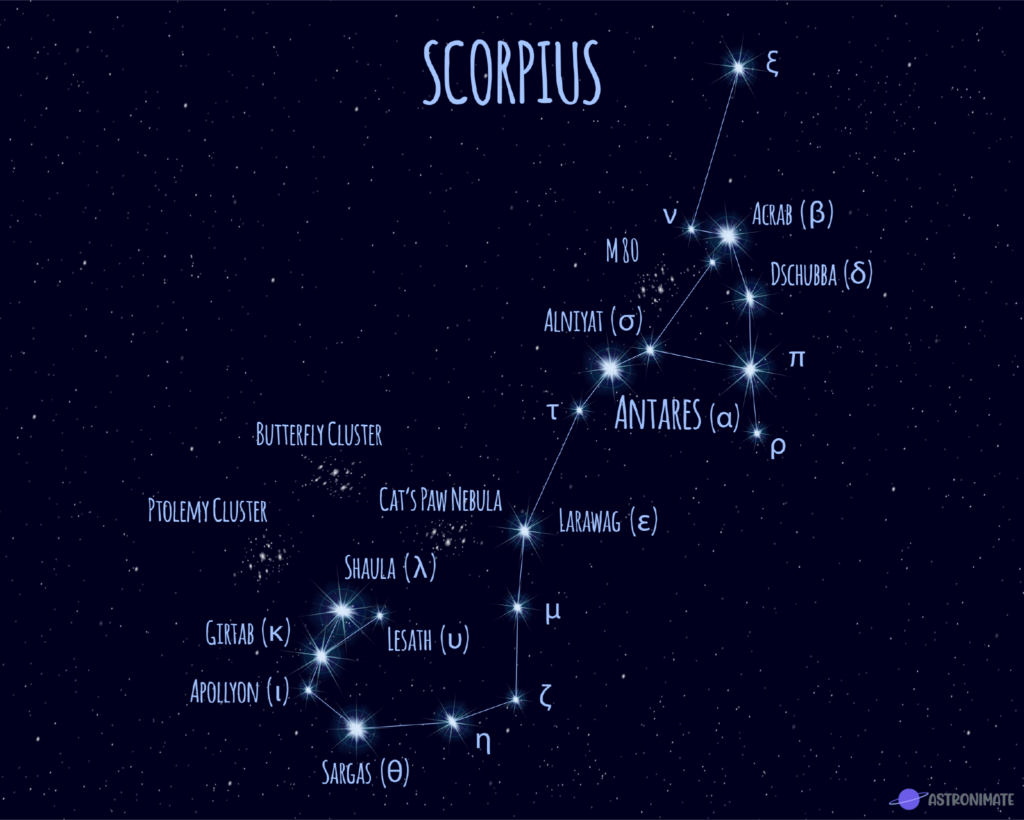 SCORPIUS
ξ
ν
ACRAB (β)
M 80
DSCHUBBA (δ)
ALNIYAT (σ)
π
τ
ANTARES (α)
ρ
BUTTERFLY CLUSTER
CAT'S PAW NEBULA
PTOLEMY CLUSTER
LARAWAG (ε)
SHAULA (λ)
μ
GIRTAB (κ)
LESATH (υ)
APOLLYON (ι)
ζ
η
SARGAS (θ)
ASTRONIMATE